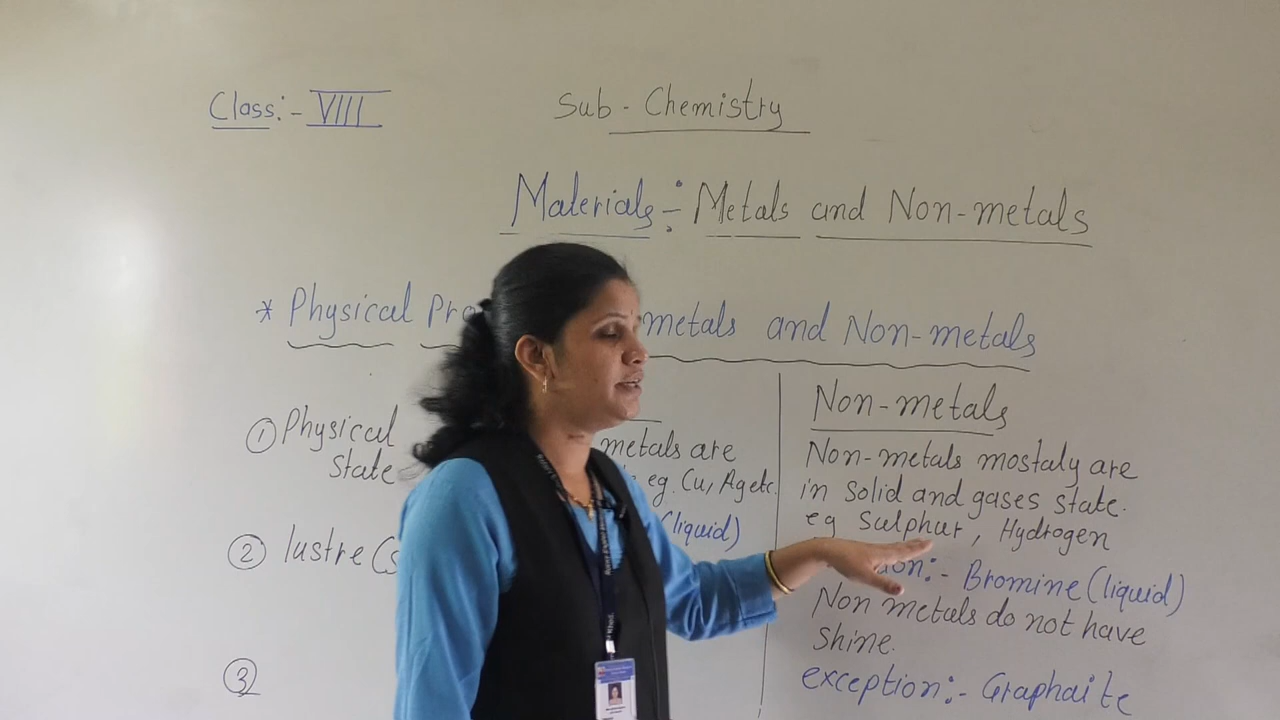 Class:- VIII
Sub - Chemistry
Materials:- Metals and Non-metals
* Physical metals and Non-metals
① Physical
State
metals are
eg. Cu, Ag etc.
(liquid)
② lustre
③
Non-metals
Non-metals mostaly are
in solid and gases state.
eg Sulphur, Hydrogen
Bromine (liquid)
Non metals do not have
Shine.
exception:- Graphaite